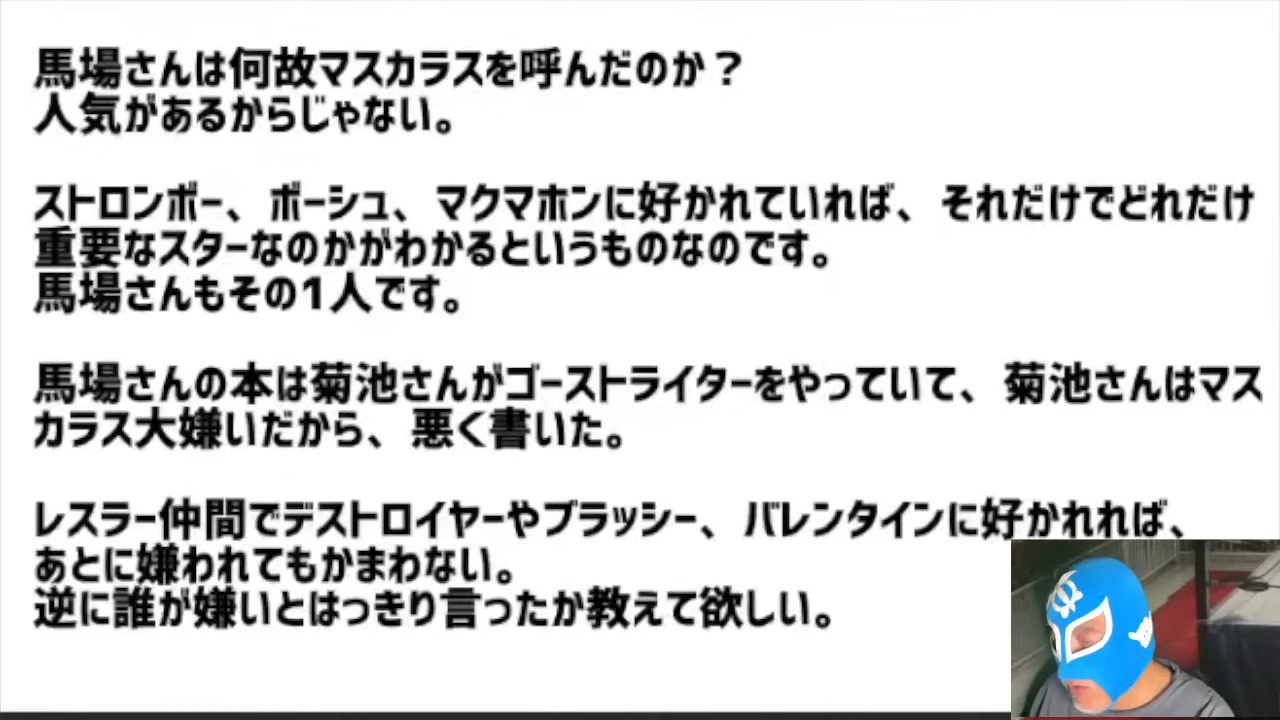 馬場さんは何故マスカラスを呼んだのか？
人気があるからじゃない。
ストロンボー、ボーシュ、マクマホンに好かれていれば、それだけでどれだけ
重要なスターなのかがわかるというものなのです。
馬場さんもその1人です。
馬場さんの本は菊池さんがゴーストライターをやっていて、菊池さんはマス
カラス大嫌いだから、悪く書いた。
レスラー仲間でデストロイヤーやブラッシー、バレンタインに好かれれば、
あとに嫌われてもかまわない。
逆に誰が嫌いとはっきり言ったか教えて欲しい。